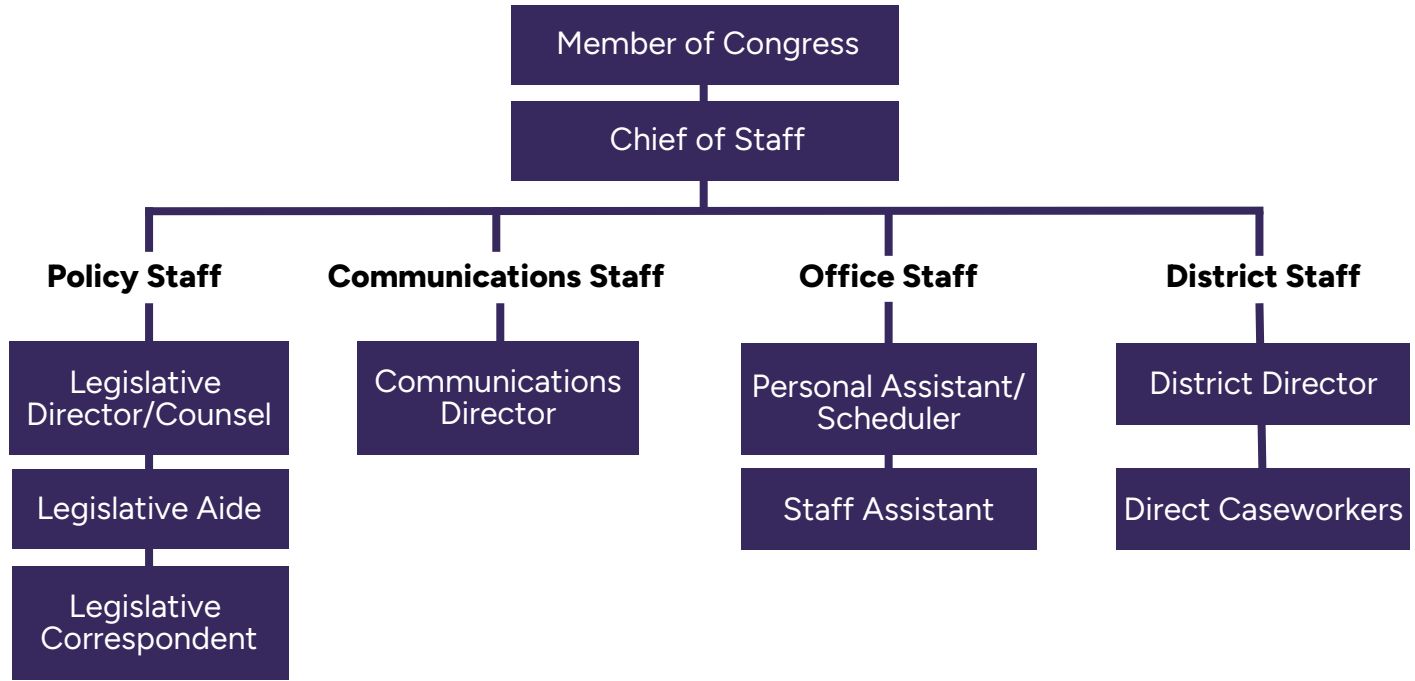 Member of Congress
Chief of Staff
Policy Staff
Communications Staff
Office Staff
District Staff
Legislative
Director/Counsel
Communications
Director
Personal Assistant/
Scheduler
District Director
Legislative Aide
Staff Assistant
Direct Caseworkers
Legislative
Correspondent